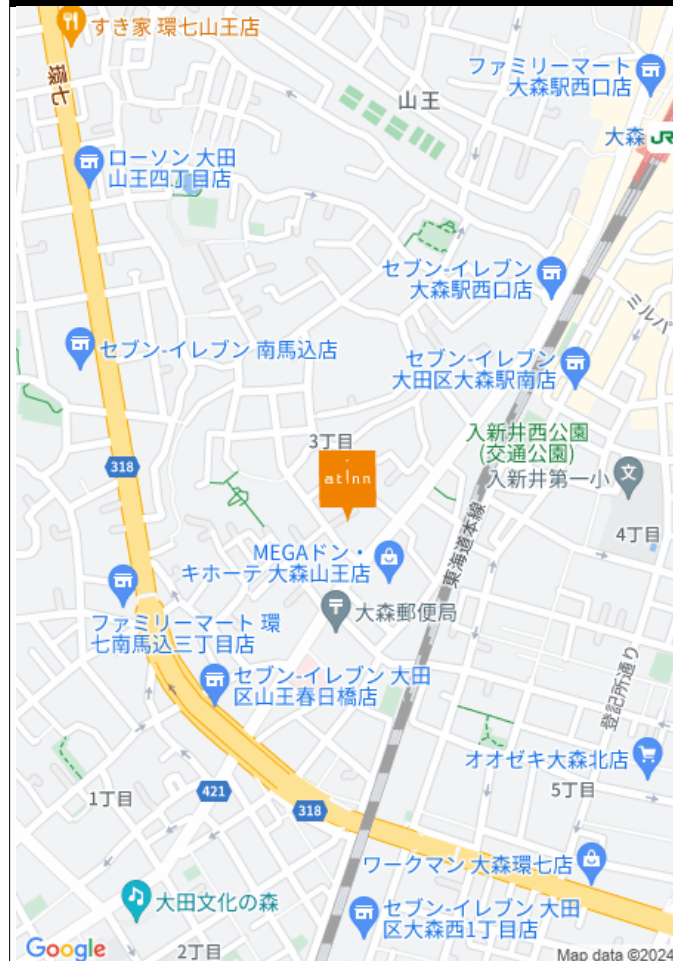 すき家 環七山王店
環七
ファミリーマート
大森駅西口店
山王
大森 JR
ローソン 大田
山王四丁目店
セブン-イレブン
大森駅西口店
ミルパ
セブン-イレブン 南馬込店
セブン-イレブン
大田区大森駅南店
3丁目
入新井西公園
(交通公園)
318
atInn
入新井第一小
文
4丁目
東海道本線
MEGAドン・
キホーテ 大森山王店
ファミリーマート 環
七南馬込三丁目店
大森郵便局
セブン-イレブン 大田
区山王春日橋店
登記所通り
オオゼキ大森北店
421
1丁目
318
5丁目
ワークマン 大森環七店
大田文化の森
セブン-イレブン 大田
区大森西1丁目店
2丁目
Google
Map data ©2024